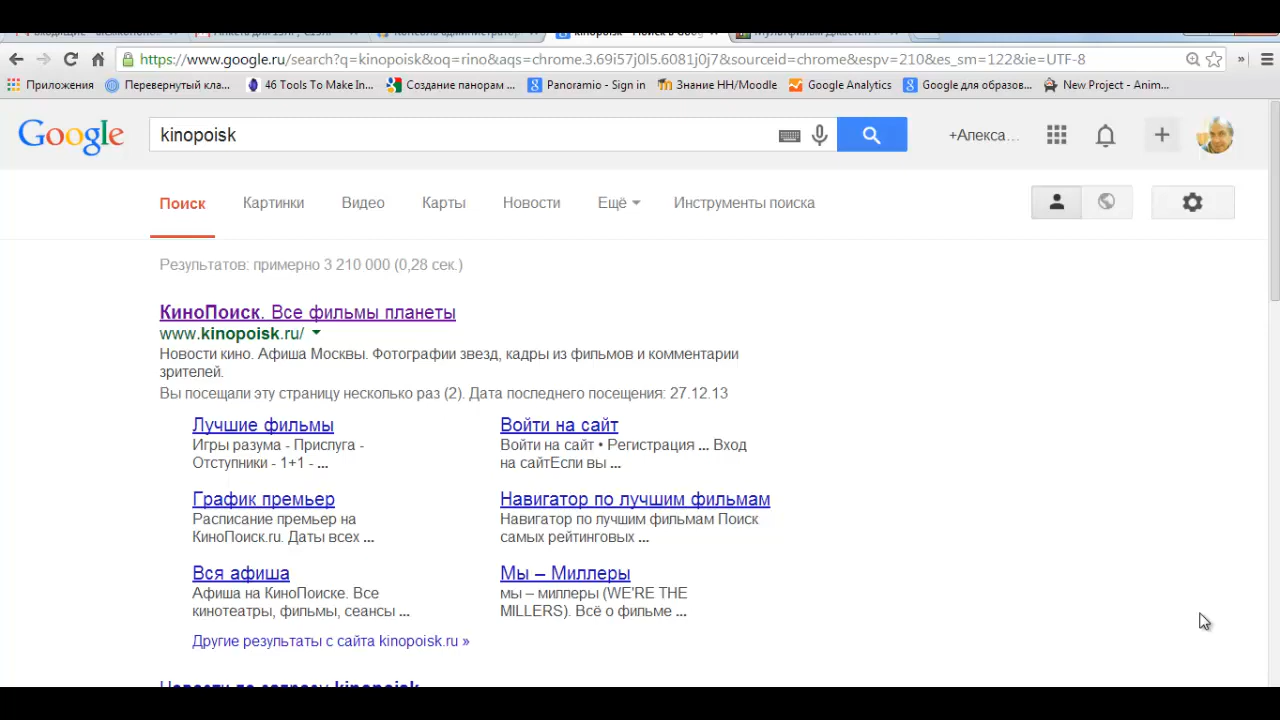 https://www.google.ru/search?q=kinopoisk&oq=rino&aqs=chrome.3.69i57j0l5.6081j0j7&sourceid=chrome&espv=210&es_sm=122&ie=UTF-8
Приложения Перевернутый кла... 46 Tools To Make In... Создание панорам ... Panoramio - Sign in Знание НН/Moodle Google Analytics Google для образов... New Project - Anim...
Google kinopoisk +Алекса...
Поиск Картинки Видео Карты Новости Ещё Инструменты поиска
Результатов: примерно 3 210 000 (0,28 сек.)
КиноПоиск. Все фильмы планеты
www.kinopoisk.ru/
Новости кино. Афиша Москвы. Фотографии звезд, кадры из фильмов и комментарии
зрителей.
Вы посещали эту страницу несколько раз (2). Дата последнего посещения: 27.12.13
Лучшие фильмы
Игры разума - Прислуга -
Отступники - 1+1 - ...
Войти на сайт
Войти на сайт • Регистрация ... Вход
на сайтЕсли вы ...
График премьер
Расписание премьер на
КиноПоиск.ru. Даты всех ...
Навигатор по лучшим фильмам
Навигатор по лучшим фильмам Поиск
самых рейтинговых ...
Вся афиша
Афиша на КиноПоиске. Все
кинотеатры, фильмы, сеансы ...
Мы – Миллеры
мы – миллеры (WE'RE THE
MILLERS). Всё о фильме ...
Другие результаты с сайта kinopoisk.ru »
Новости по запросу kinopoisk